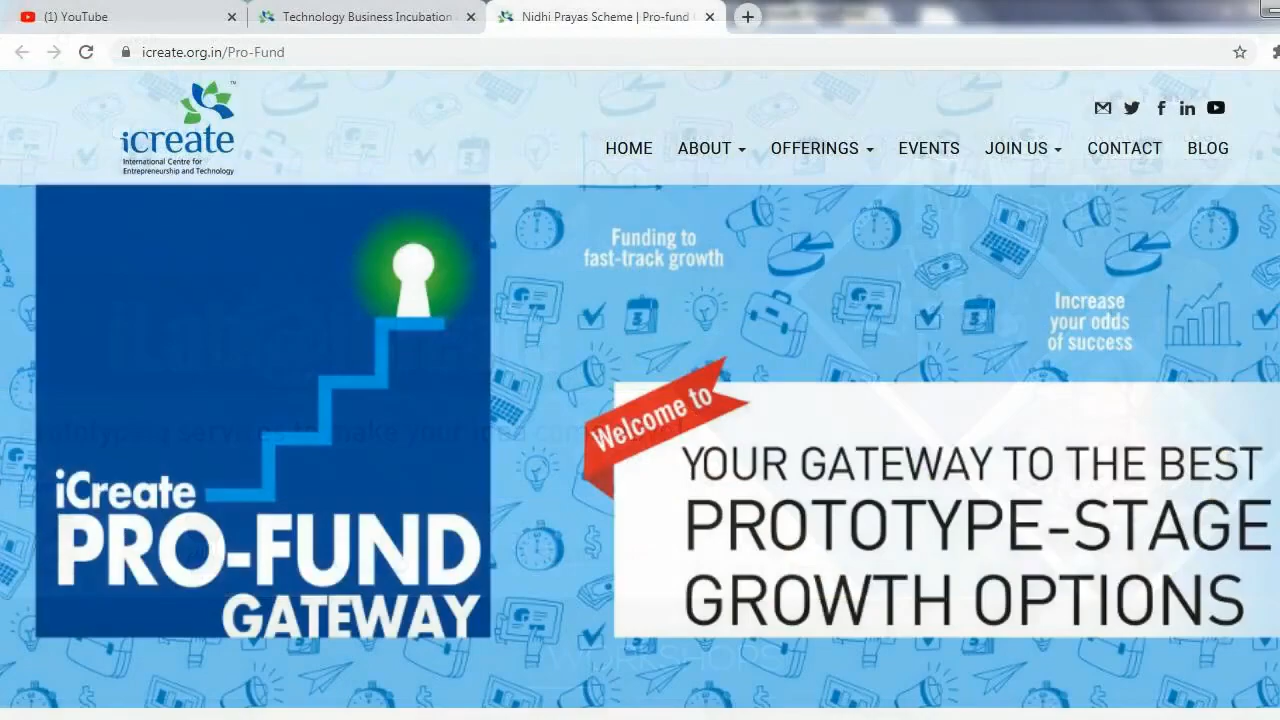 (1) YouTube
Technology Business Incubation
Nidhi Prayas Scheme | Pro-fund
icreate.org.in/Pro-Fund
icreate
TM
International Centre for
Entrepreneurship and Technology
HOME
ABOUT
OFFERINGS
EVENTS
JOIN US
CONTACT
BLOG
Funding to
fast-track growth
Increase
your odds
of success
Welcome to
YOUR GATEWAY TO THE BEST
PROTOTYPE-STAGE
GROWTH OPTIONS
iCreate
PRO-FUND
GATEWAY
WORKSHOPS